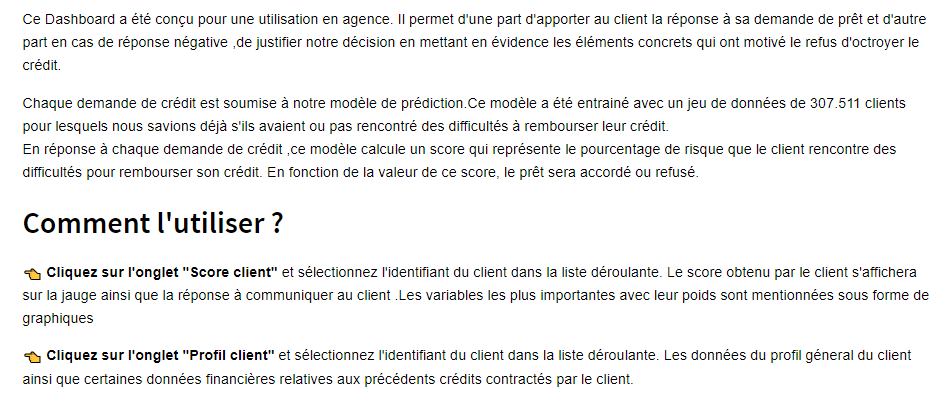 Ce Dashboard a été conçu pour une utilisation en agence. Il permet d'une part d'apporter au client la réponse à sa demande de prêt et d'autre
part en cas de réponse négative ,de justifier notre décision en mettant en évidence les éléments concrets qui ont motivé le refus d'octroyer le
crédit.
Chaque demande de crédit est soumise à notre modèle de prédiction.Ce modèle a été entrainé avec un jeu de données de 307.511 clients
pour lesquels nous savions déjà s'ils avaient ou pas rencontré des difficultés à rembourser leur crédit.
En réponse à chaque demande de crédit ,ce modèle calcule un score qui représente le pourcentage de risque que le client rencontre des
difficultés pour rembourser son crédit. En fonction de la valeur de ce score, le prêt sera accordé ou refusé.
Comment l'utiliser ?
👈 Cliquez sur l'onglet "Score client" et sélectionnez l'identifiant du client dans la liste déroulante. Le score obtenu par le client s'affichera
sur la jauge ainsi que la réponse à communiquer au client .Les variables les plus importantes avec leur poids sont mentionnées sous forme de
graphiques
👈 Cliquez sur l'onglet "Profil client" et sélectionnez l'identifiant du client dans la liste déroulante. Les données du profil géneral du client
ainsi que certaines données financières relatives aux précédents crédits contractés par le client.